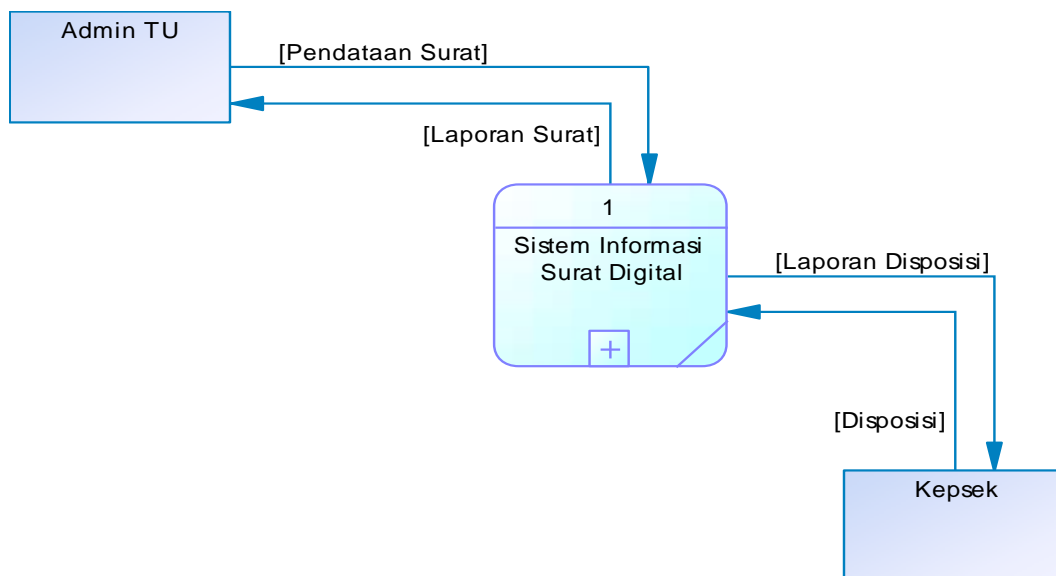 Admin TU
[Pendataan Surat]
[Laporan Surat]
1
Sistem Informasi
Surat Digital
[Laporan Disposisi]
[Disposisi]
Kepsek